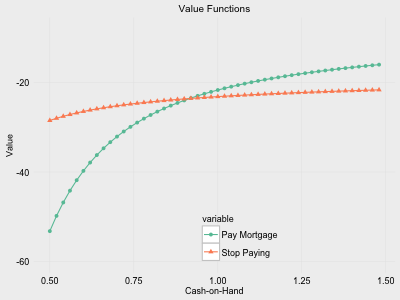 Value Functions
Value
-20
-40
-60
variable
Pay Mortgage
Stop Paying
0.50 0.75 1.00 1.25 1.50
Cash-on-Hand